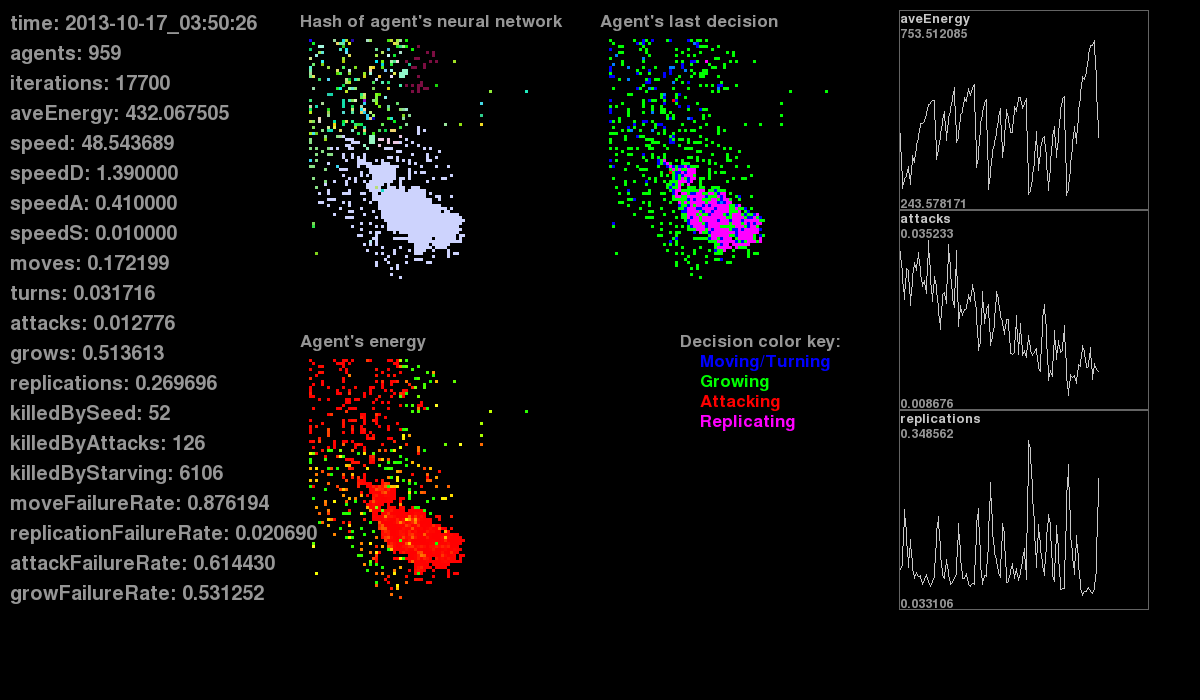 time: 2013-10-17_03:50:26
agents: 959
iterations: 17700
aveEnergy: 432.067505
speed: 48.543689
speedD: 1.390000
speedA: 0.410000
speedS: 0.010000
moves: 0.172199
turns: 0.031716
attacks: 0.012776
grows: 0.513613
replications: 0.269696
killedBySeed: 52
killedByAttacks: 126
killedByStarving: 6106
moveFailureRate: 0.876194
replicationFailureRate: 0.020690
attackFailureRate: 0.614430
growFailureRate: 0.531252
Hash of agent's neural network
Agent's last decision
Agent's energy
Decision color key:
Moving/Turning
Growing
Attacking
Replicating
aveEnergy
753.512085
243.578171
attacks
0.035233
0.008676
replications
0.348562
0.033106